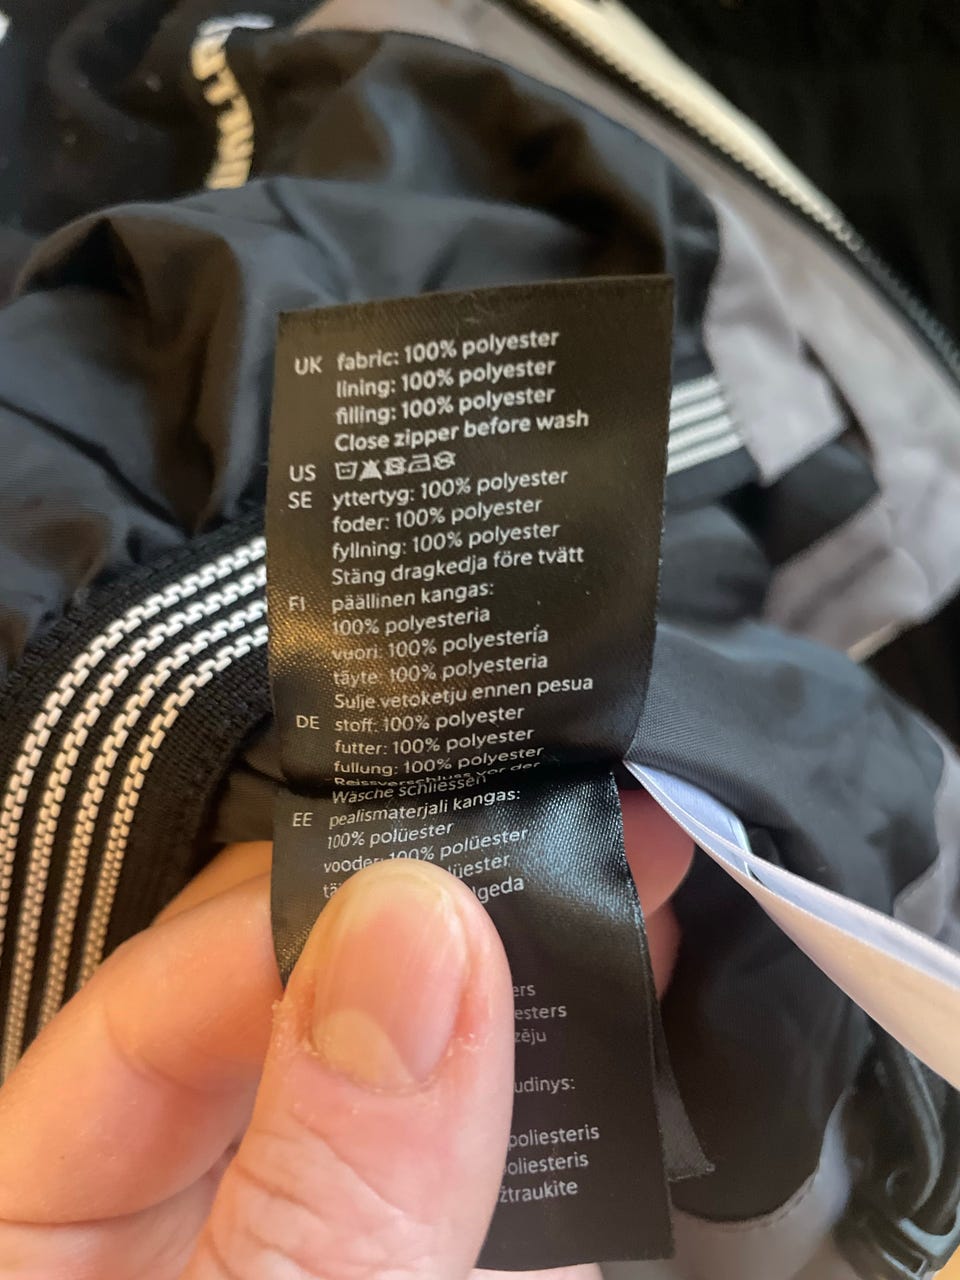 UK fabric: 100% polyester
lining: 100% polyester
filling: 100% polyester
Close zipper before wash
US
SE yttertyg: 100% polyester
foder: 100% polyester
fyllning: 100% polyester
Stäng dragkedja före tvätt
FI päällinen kangas:
100% polyesteria
vuori: 100% polyesteria
täyte: 100% polyesteria
Sulje vetoketju ennen pesua
DE stoff: 100% polyester
futter: 100% polyester
fullung: 100% polyester
Reissverschluss vor der
Wäsche schliessen
EE pealismaterjali kangas:
100% polüester
vooder: 100% polüester